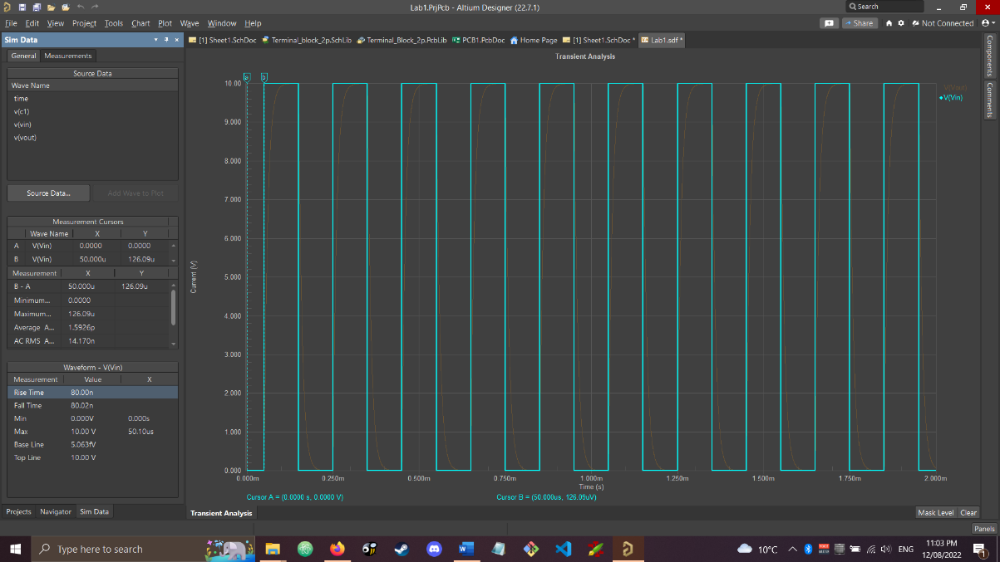 Lab1.PrjPcb - Altium Designer (22.7.1)
Search
File Edit View Project Tools Chart Plot Wave Window Help
Share
Not Connected
Sim Data
[1] Sheet1.SchDoc Terminal_block_2p.SchLib Terminal_Block_2p.PcbLib PCB1.PcbDoc Home Page [1] Sheet1.SchDoc * Lab1.sdf *
General Measurements
Source Data
Wave Name
time
v(c1)
v(vin)
v(vout)
Source Data...
Add Wave to Plot
Measurement Cursors
Wave Name X Y
A V(Vin) 0.0000 0.0000
B V(Vin) 50.000u 126.09u
Measurement X Y
B - A 50.000u 126.09u
Minimum... 0.0000
Maximum... 126.09u
Average A... 1.5926p
AC RMS A... 14.170n
Waveform - V(Vin)
Measurement Value X
Rise Time 80.00n
Fall Time 80.02n
Min 0.000V 0.000s
Max 10.00 V 50.10us
Base Line 5.063fV
Top Line 10.00 V
Projects Navigator Sim Data
Transient Analysis
a b
V(Vout)
V(Vin)
Current (V)
10.00
9.000
8.000
7.000
6.000
5.000
4.000
3.000
2.000
1.000
0.000
0.000m 0.250m 0.500m 0.750m 1.000m 1.250m 1.500m 1.750m 2.000m
Time (s)
Cursor A = (0.0000 s, 0.0000 V)
Cursor B = (50.000us, 126.09uV)
Transient Analysis
Mask Level Clear
Components
Comments
Panels
Type here to search
10°C
ENG
11:03 PM
12/08/2022
1